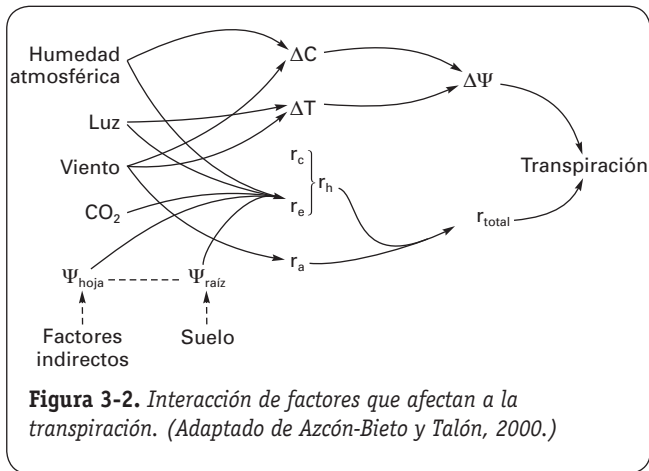 Humedad
atmosférica
Luz
Viento
CO₂
Ψhoja
Ψraíz
Factores
indirectos
Suelo
ΔC
ΔT
rc
re
rh
ra
ΔΨ
rtotal
Transpiración
Figura 3-2. Interacción de factores que afectan a la
transpiración. (Adaptado de Azcón-Bieto y Talón, 2000.)